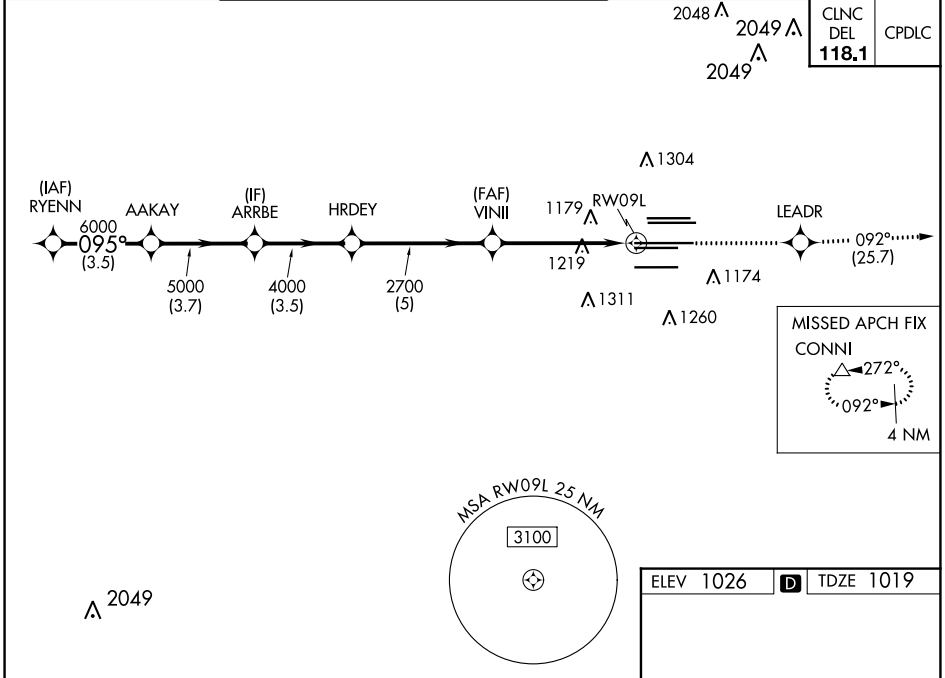 2048
2049
2049
CLNC
DEL
118.1
CPDLC
1304
(IAF)
RYENN
AAKAY
(IF)
ARRBE
HRDEY
(FAF)
VINII
1179
RW09L
LEADR
6000
095°
(3.5)
1219
092°
(25.7)
5000
(3.7)
4000
(3.5)
2700
(5)
1174
1311
1260
MISSED APCH FIX
CONNI
272°
092°
4 NM
MSA RW09L 25 NM
3100
2049
ELEV 1026
D
TDZE 1019